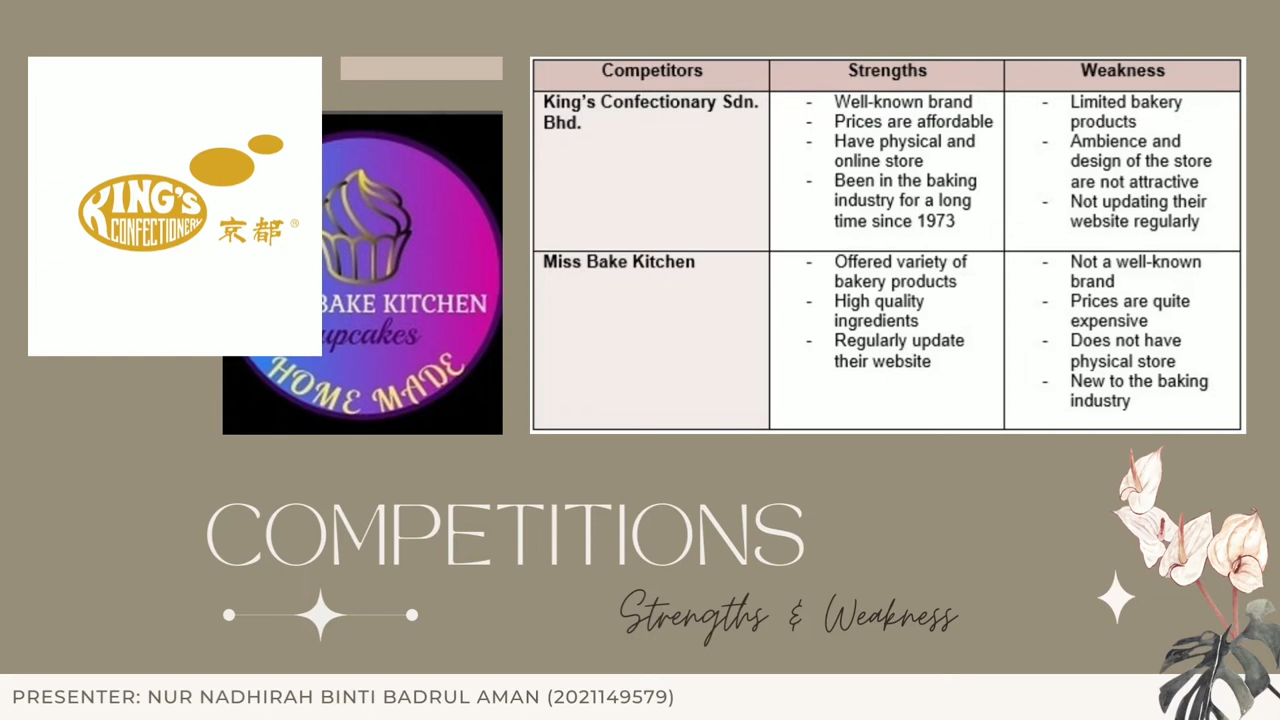 KING'S
CONFECTIONERY
京都®
BAKE KITCHEN
upcakes
HOME MADE
Competitors Strengths Weakness
King's Confectionary Sdn.
Bhd.
- Well-known brand
- Prices are affordable
- Have physical and
online store
- Been in the baking
industry for a long
time since 1973
- Limited bakery
products
- Ambience and
design of the store
are not attractive
- Not updating their
website regularly
Miss Bake Kitchen
- Offered variety of
bakery products
- High quality
ingredients
- Regularly update
their website
- Not a well-known
brand
- Prices are quite
expensive
- Does not have
physical store
- New to the baking
industry
COMPETITIONS
Strengths & Weakness
PRESENTER: NUR NADHIRAH BINTI BADRUL AMAN (2021149579)